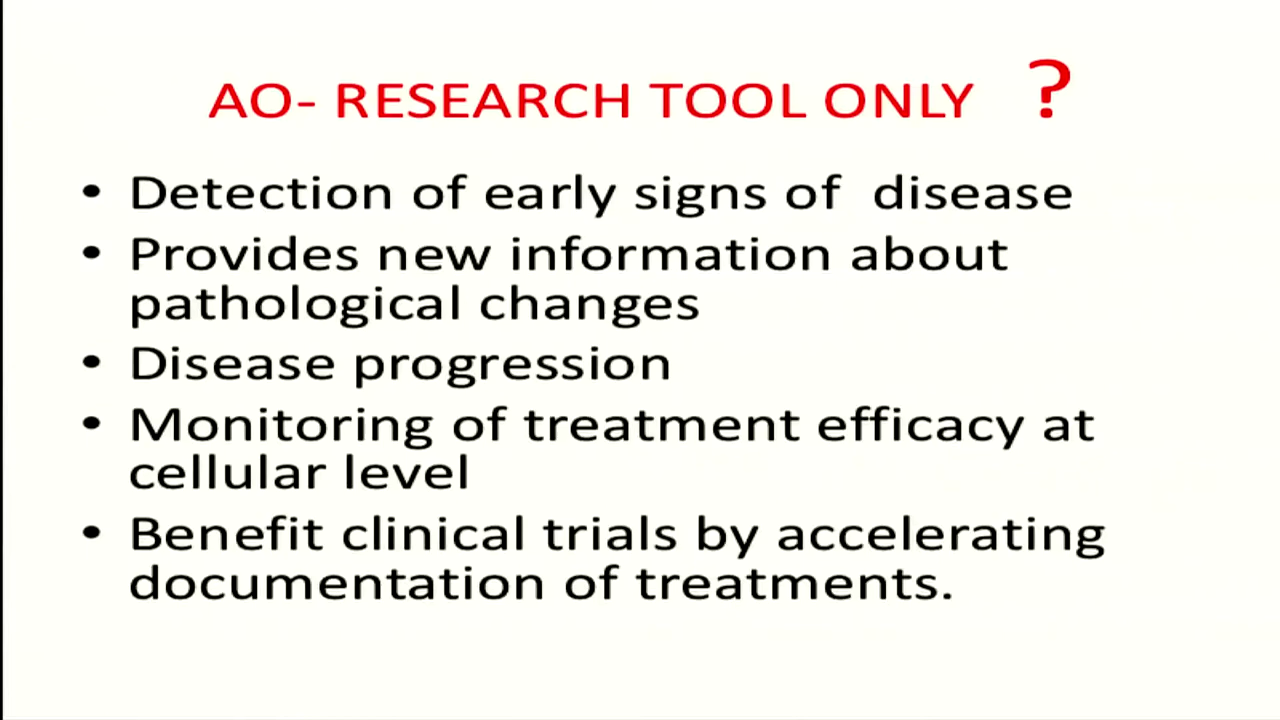 AO- RESEARCH TOOL ONLY ?
• Detection of early signs of disease
• Provides new information about
pathological changes
• Disease progression
• Monitoring of treatment efficacy at
cellular level
• Benefit clinical trials by accelerating
documentation of treatments.